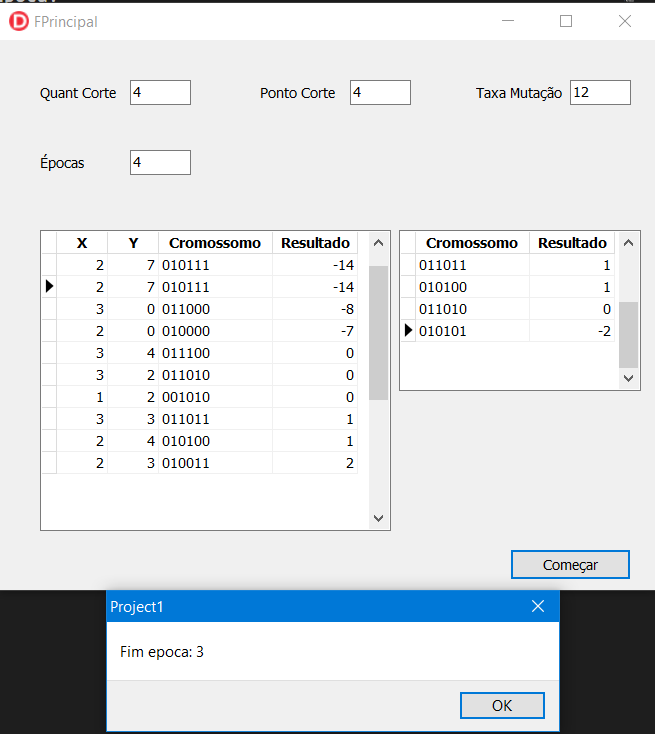 FPrincipal
Quant Corte 4 Ponto Corte 4 Taxa Mutação 12
Épocas 4
X Y Cromossomo Resultado
2 7 010111 -14
2 7 010111 -14
3 0 011000 -8
2 0 010000 -7
3 4 011100 0
3 2 011010 0
1 2 001010 0
3 3 011011 1
2 4 010100 1
2 3 010011 2
Cromossomo Resultado
011011 1
010100 1
011010 0
010101 -2
Começar
Project1
Fim epoca: 3
OK